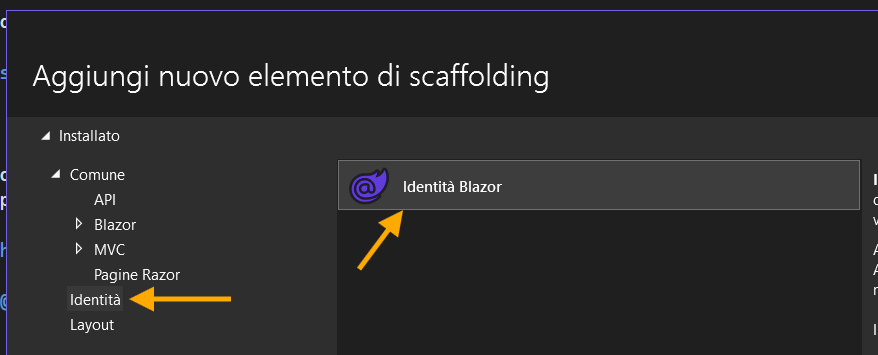 Aggiungi nuovo elemento di scaffolding
Installato
Comune
API
Blazor
MVC
Pagine Razor
Identità
Layout
Identità Blazor